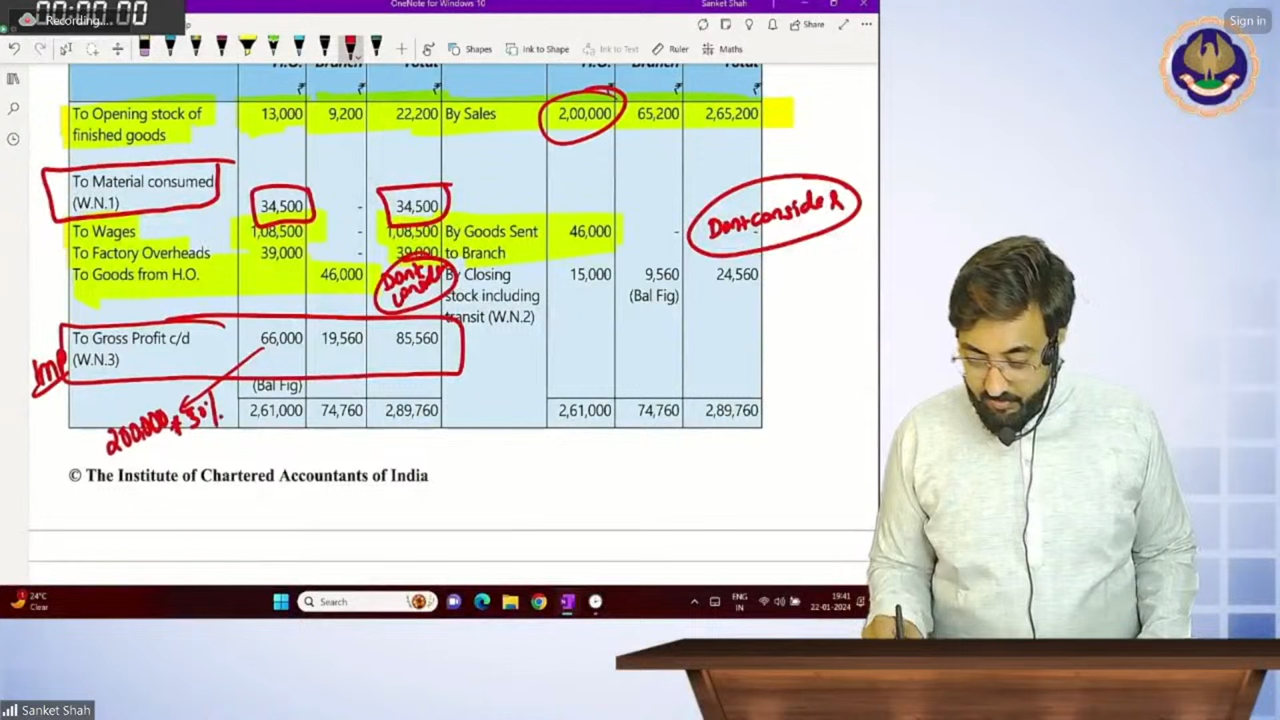 00:00:00
Recording...
OneNote for Windows 10
Sanket Shah
Sign in
Shapes
Ink to Shape
Ink to Text
Ruler
Maths
Share
H.O. Branch Total H.O. Branch Total
₹ ₹ ₹ ₹ ₹ ₹
To Opening stock of 13,000 9,200 22,200 By Sales 2,00,000 65,200 2,65,200
finished goods
To Material consumed
(W.N.1) 34,500 - 34,500
To Wages 1,08,500 - 1,08,500 By Goods Sent 46,000 - -
Dont consider
To Factory Overheads 39,000 39,000 to Branch
To Goods from H.O. 46,000 Dont By Closing 15,000 9,560 24,560
consider stock including (Bal Fig)
transit (W.N.2)
To Gross Profit c/d 66,000 19,560 85,560
(W.N.3)
Imp
(Bal Fig)
2,61,000 74,760 2,89,760 2,61,000 74,760 2,89,760
200,000
© The Institute of Chartered Accountants of India
24°C
Clear
Search
ENG
IN
19:41
22-01-2024
Sanket Shah